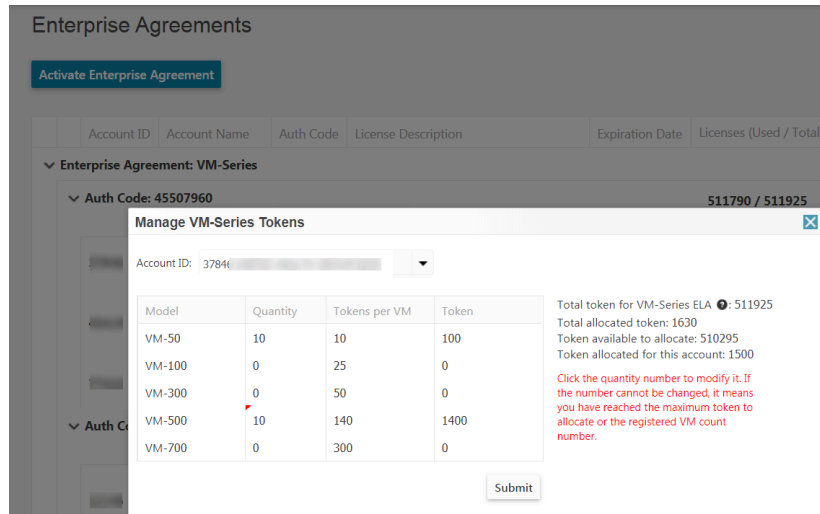 Enterprise Agreements
Activate Enterprise Agreement
Account ID Account Name Auth Code License Description Expiration Date Licenses (Used / Total
Enterprise Agreement: VM-Series
Auth Code: 45507960 511790 / 511925
Manage VM-Series Tokens
Account ID: 3784
Model Quantity Tokens per VM Token
VM-50 10 10 100
VM-100 0 25 0
VM-300 0 50 0
VM-500 10 140 1400
VM-700 0 300 0
Total token for VM-Series ELA ?: 511925
Total allocated token: 1630
Token available to allocate: 510295
Token allocated for this account: 1500
Click the quantity number to modify it. If
the number cannot be changed, it means
you have reached the maximum token to
allocate or the registered VM count
number.
Auth C
Submit